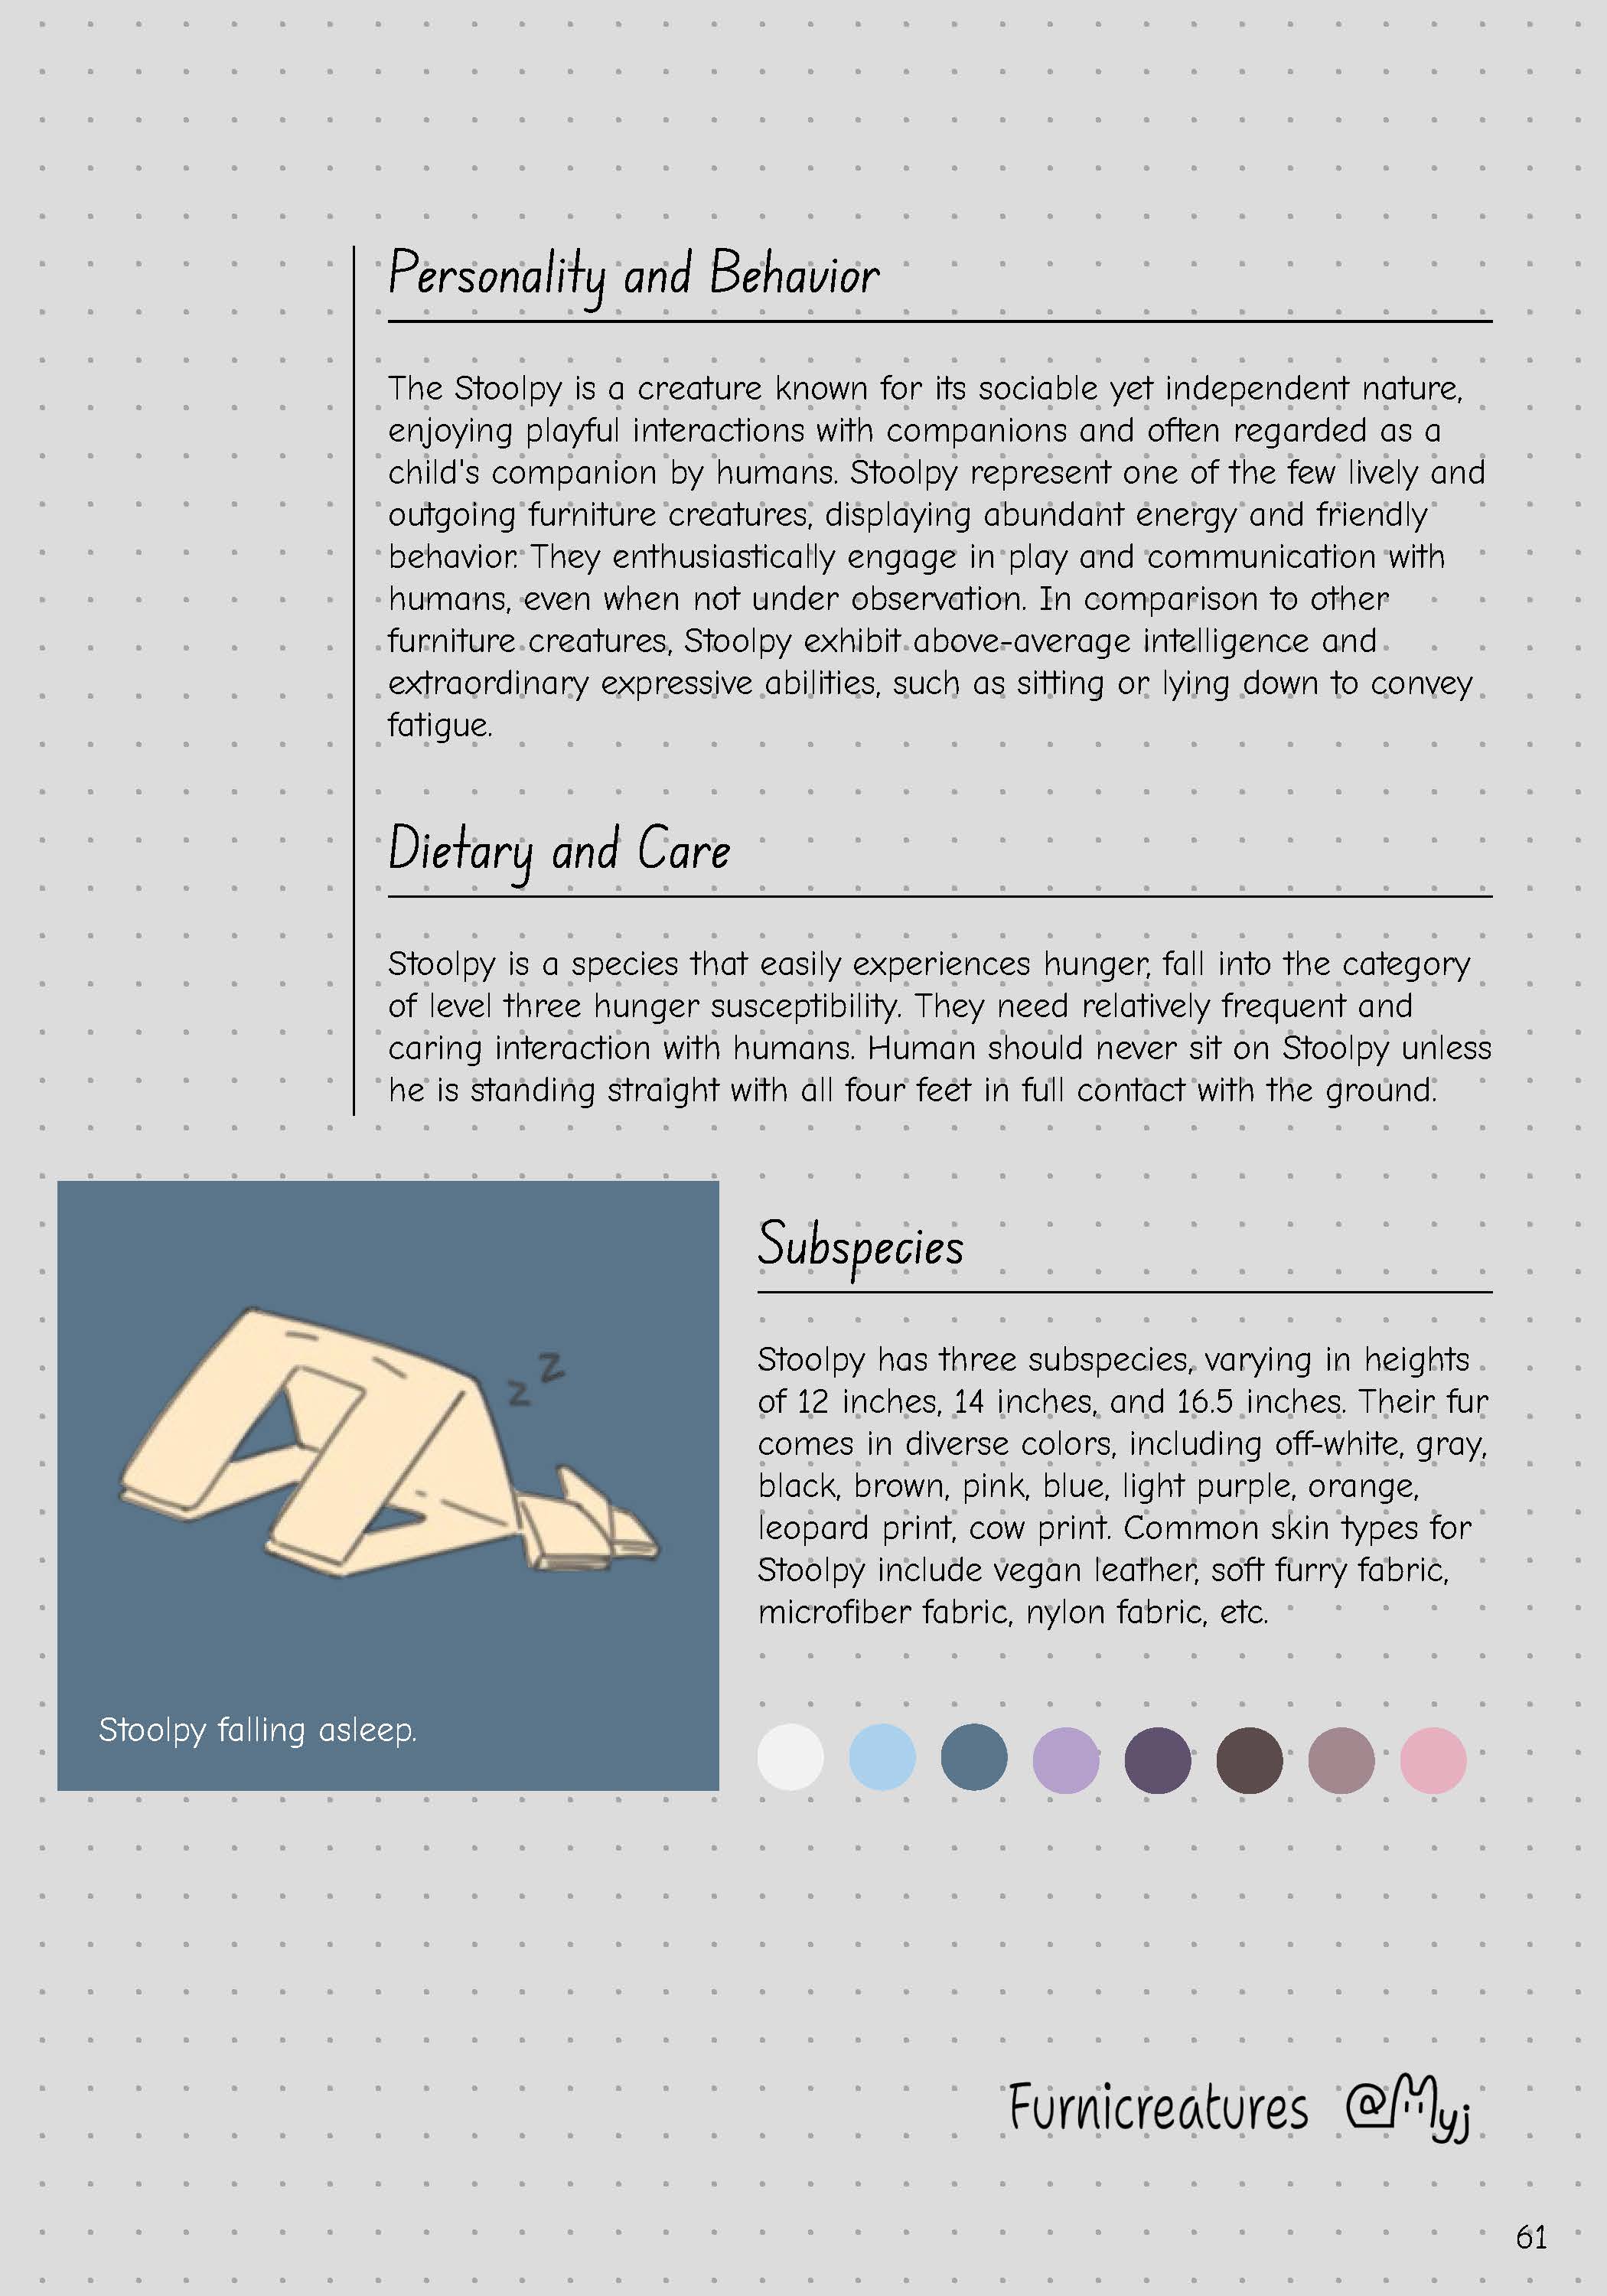 Personality and Behavior
The Stoolpy is a creature known for its sociable yet independent nature,
enjoying playful interactions with companions and often regarded as a
child's companion by humans. Stoolpy represent one of the few lively and
outgoing furniture creatures, displaying abundant energy and friendly
behavior. They enthusiastically engage in play and communication with
humans, even when not under observation. In comparison to other
furniture creatures, Stoolpy exhibit above-average intelligence and
extraordinary expressive abilities, such as sitting or lying down to convey
fatigue.
Dietary and Care
Stoolpy is a species that easily experiences hunger, fall into the category
of level three hunger susceptibility. They need relatively frequent and
caring interaction with humans. Human should never sit on Stoolpy unless
he is standing straight with all four feet in full contact with the ground.
z z
Stoolpy falling asleep.
Subspecies
Stoolpy has three subspecies, varying in heights
of 12 inches, 14 inches, and 16.5 inches. Their fur
comes in diverse colors, including off-white, gray,
black, brown, pink, blue, light purple, orange,
leopard print, cow print. Common skin types for
Stoolpy include vegan leather, soft furry fabric,
microfiber fabric, nylon fabric, etc.
Furnicreatures @Myj
61